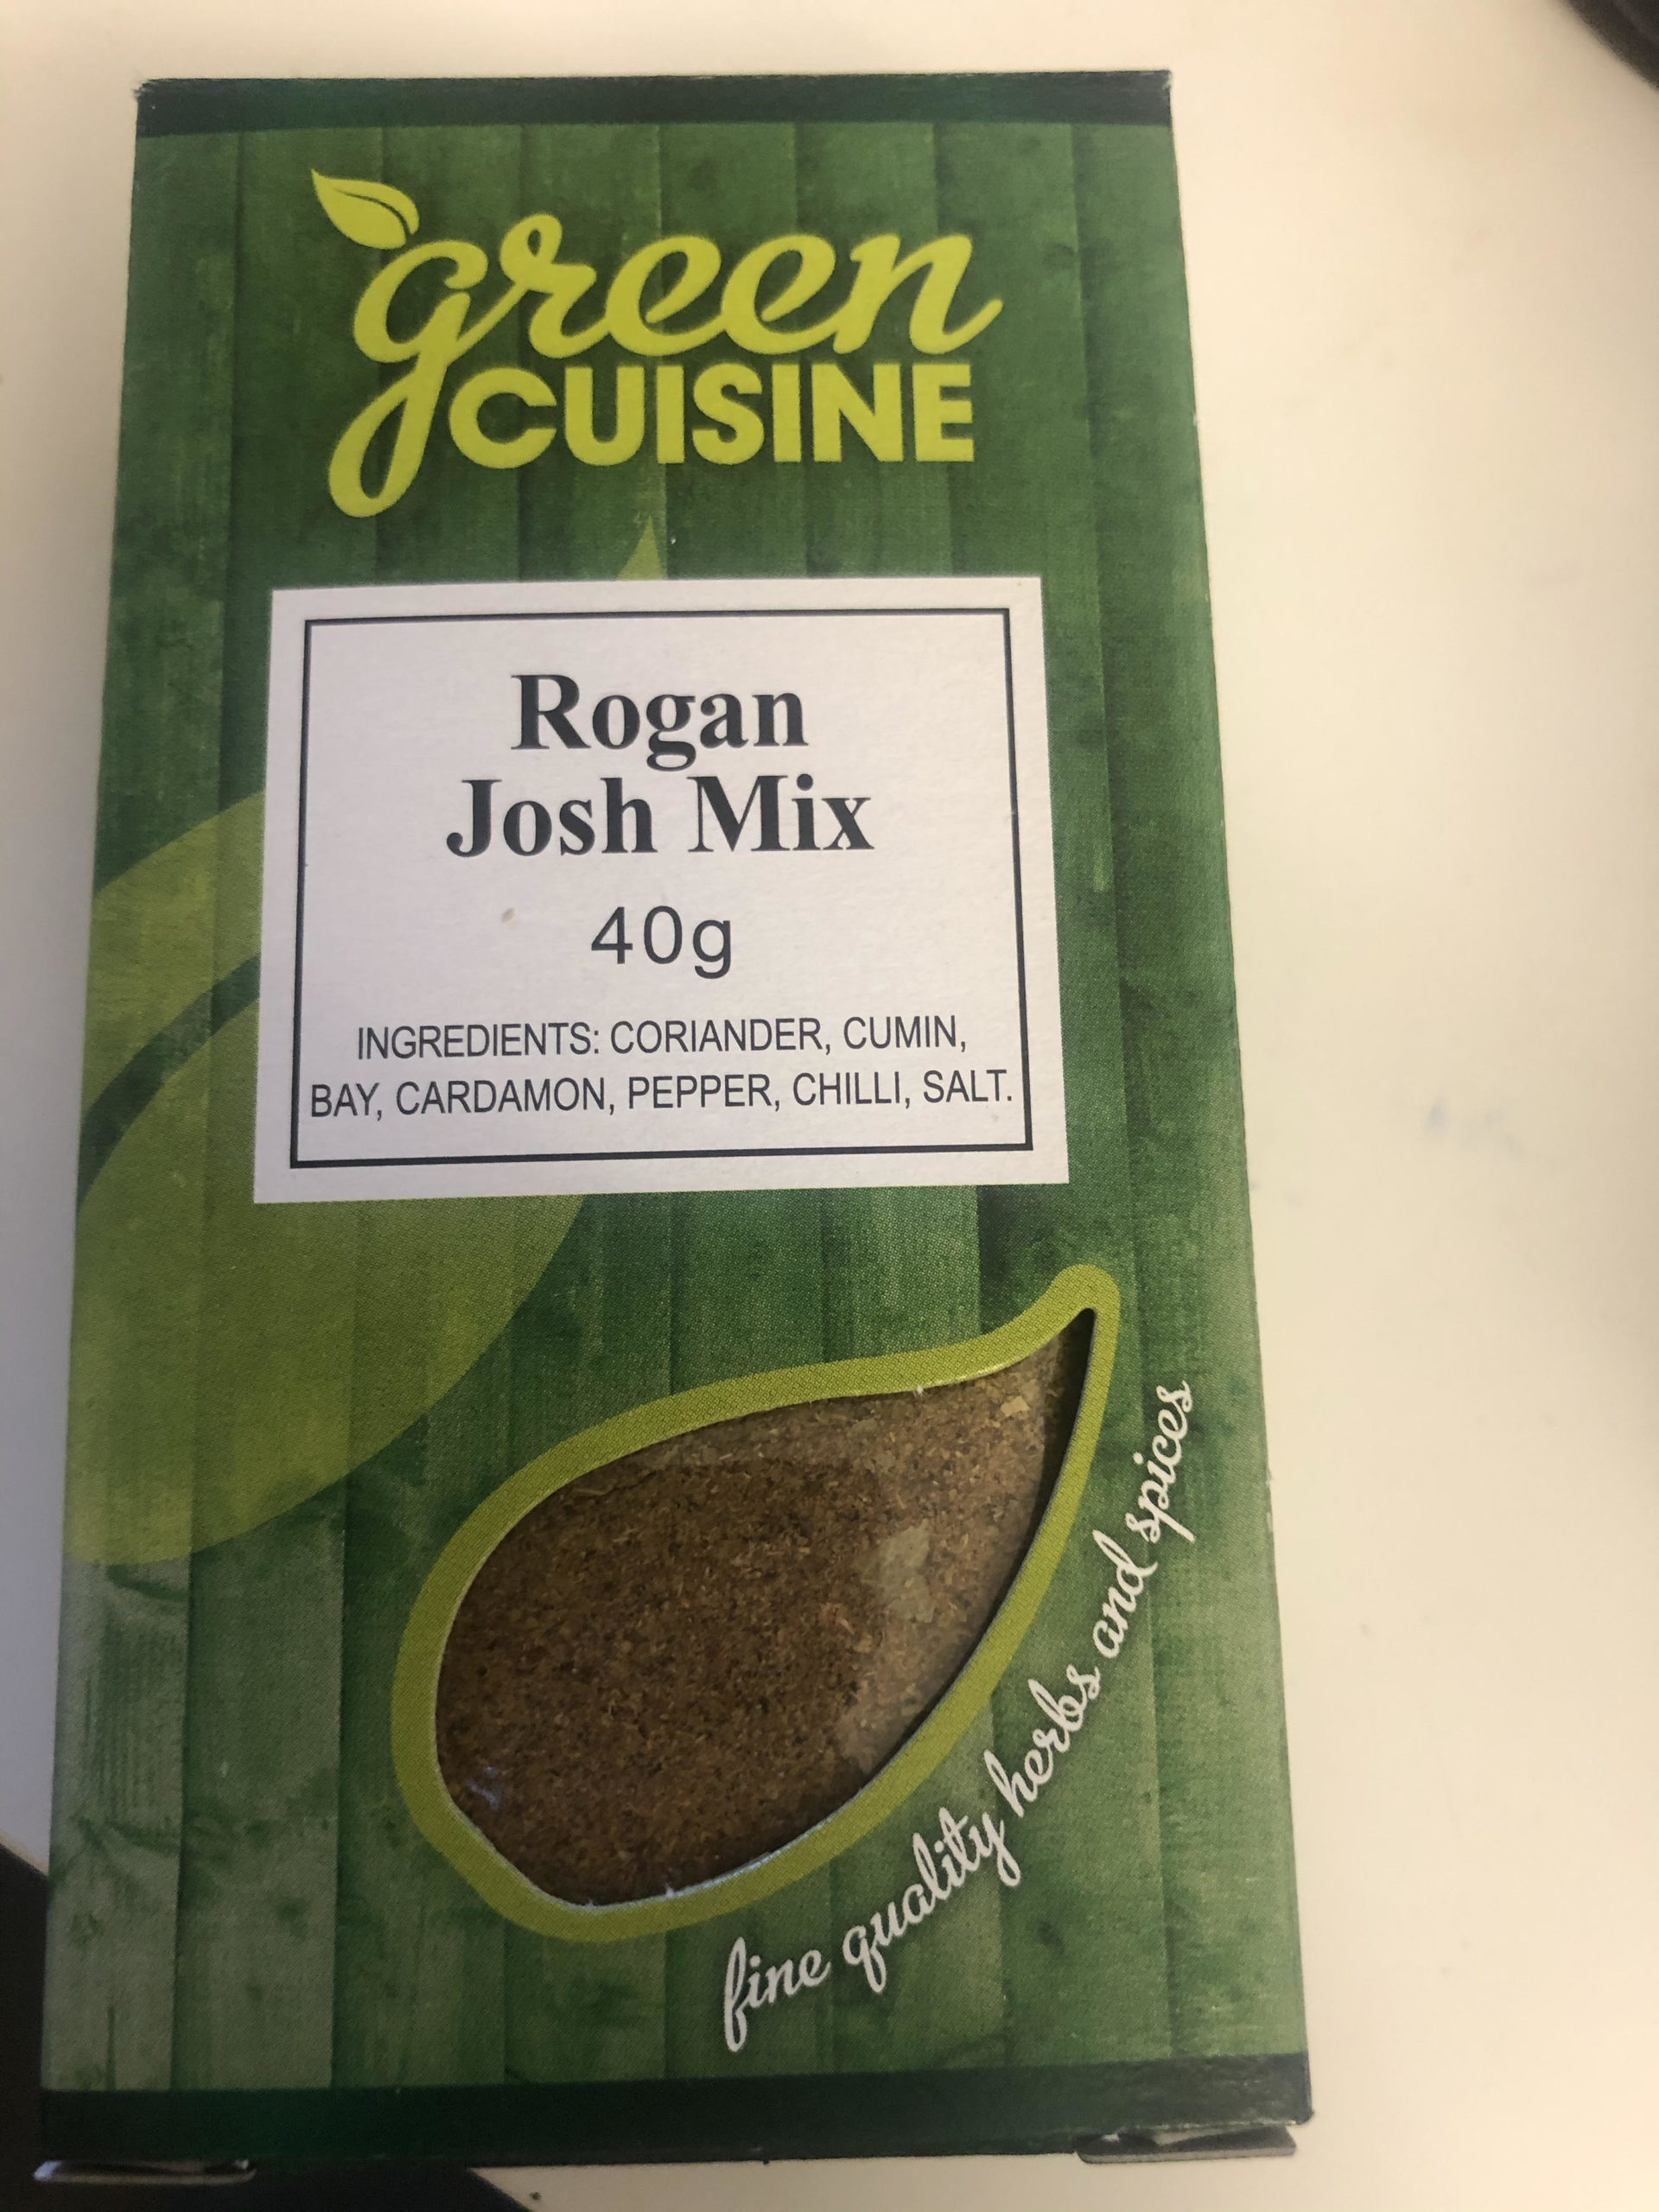 green
CUISINE
Rogan
Josh Mix
40g
INGREDIENTS: CORIANDER, CUMIN,
BAY, CARDAMON, PEPPER, CHILLI, SALT.
fine quality herbs and spices